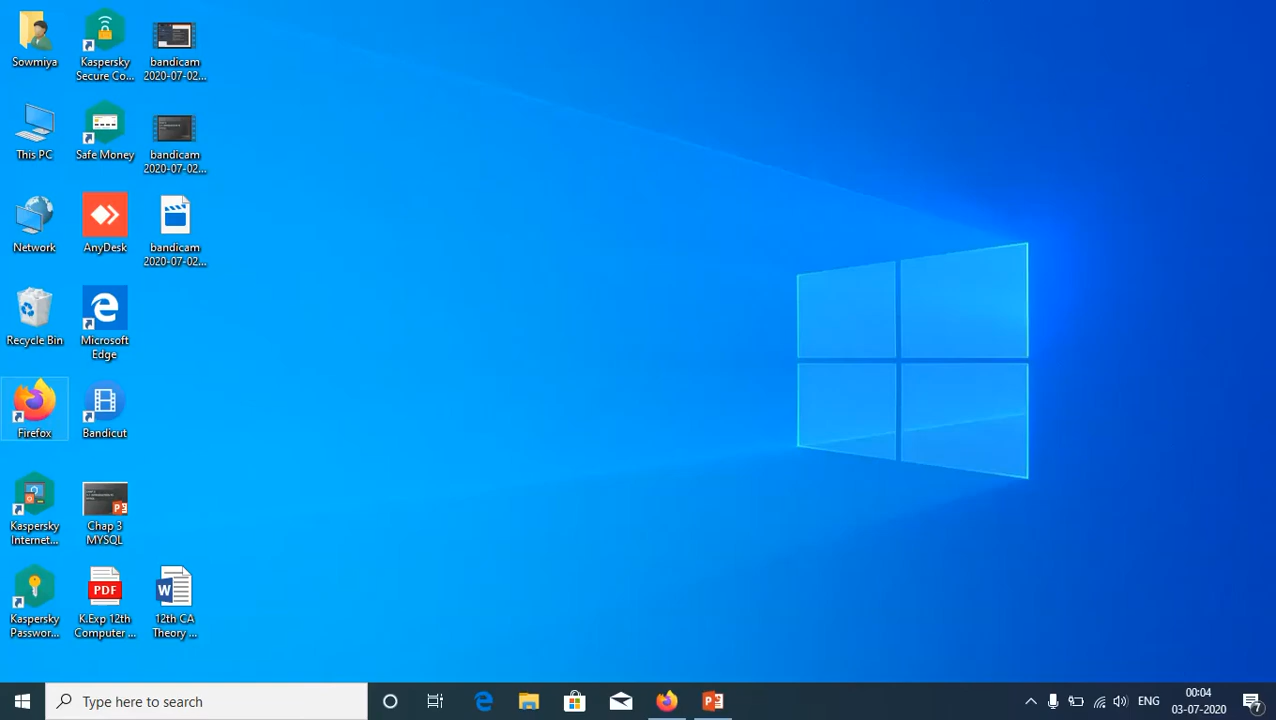 Sowmiya
Kaspersky
Secure Co...
bandicam
2020-07-02...
This PC
Safe Money
bandicam
2020-07-02...
Network
AnyDesk
bandicam
2020-07-02...
Recycle Bin
Microsoft
Edge
Firefox
Bandicut
Kaspersky
Internet...
Chap 3
MYSQL
Kaspersky
Passwor...
PDF
K.Exp 12th
Computer ...
12th CA
Theory ...
Type here to search
ENG
00:04
03-07-2020
7